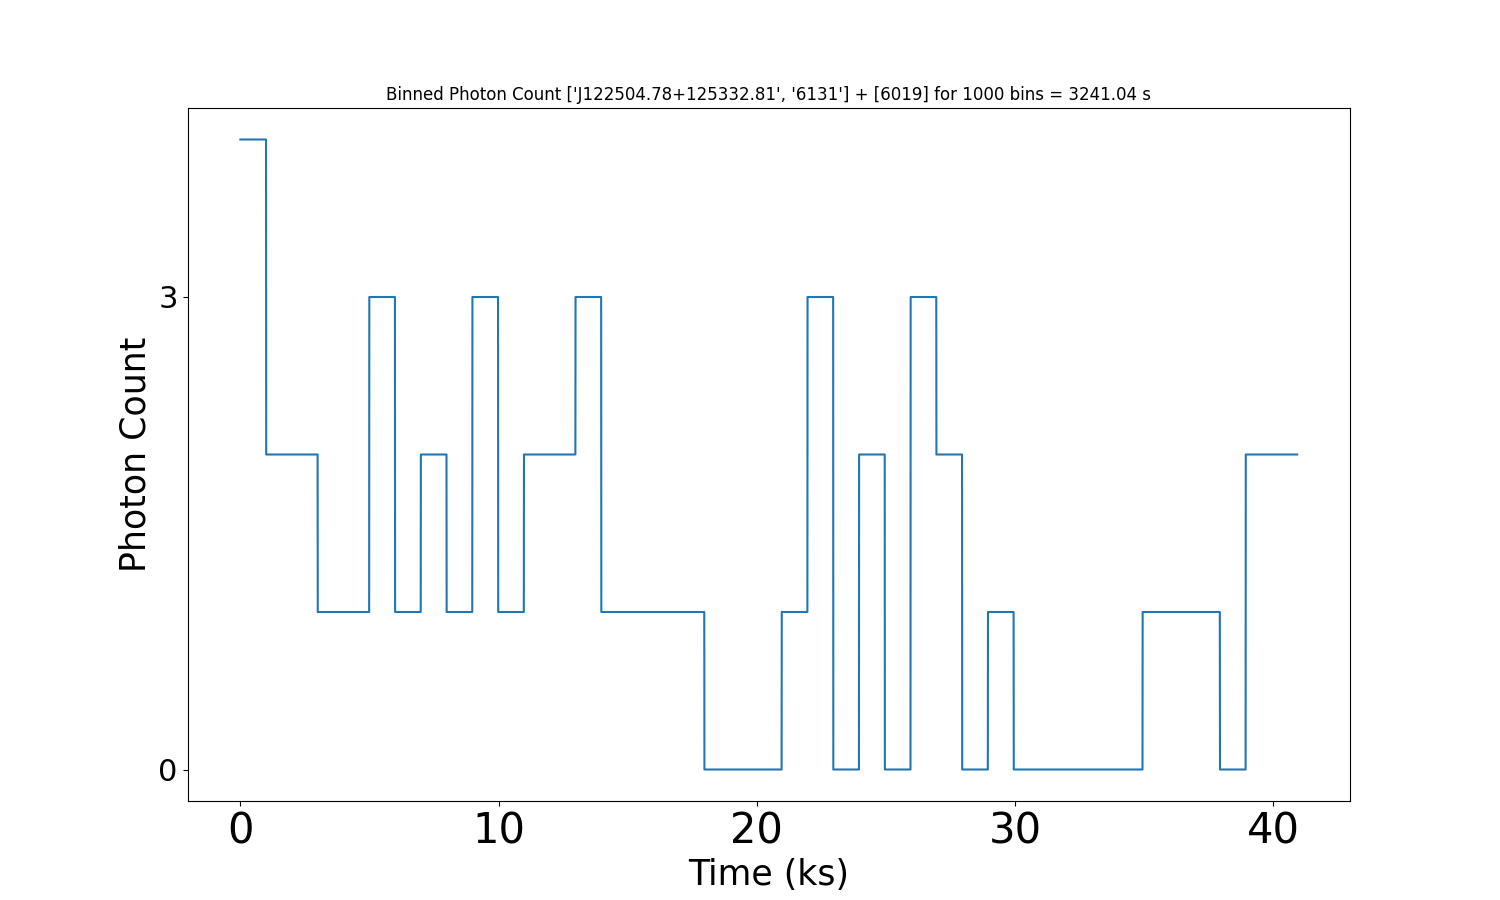 Binned Photon Count ['J122504.78+125332.81', '6131'] + [6019] for 1000 bins = 3241.04 s
3
0
Photon Count
0 10 20 30 40
Time (ks)